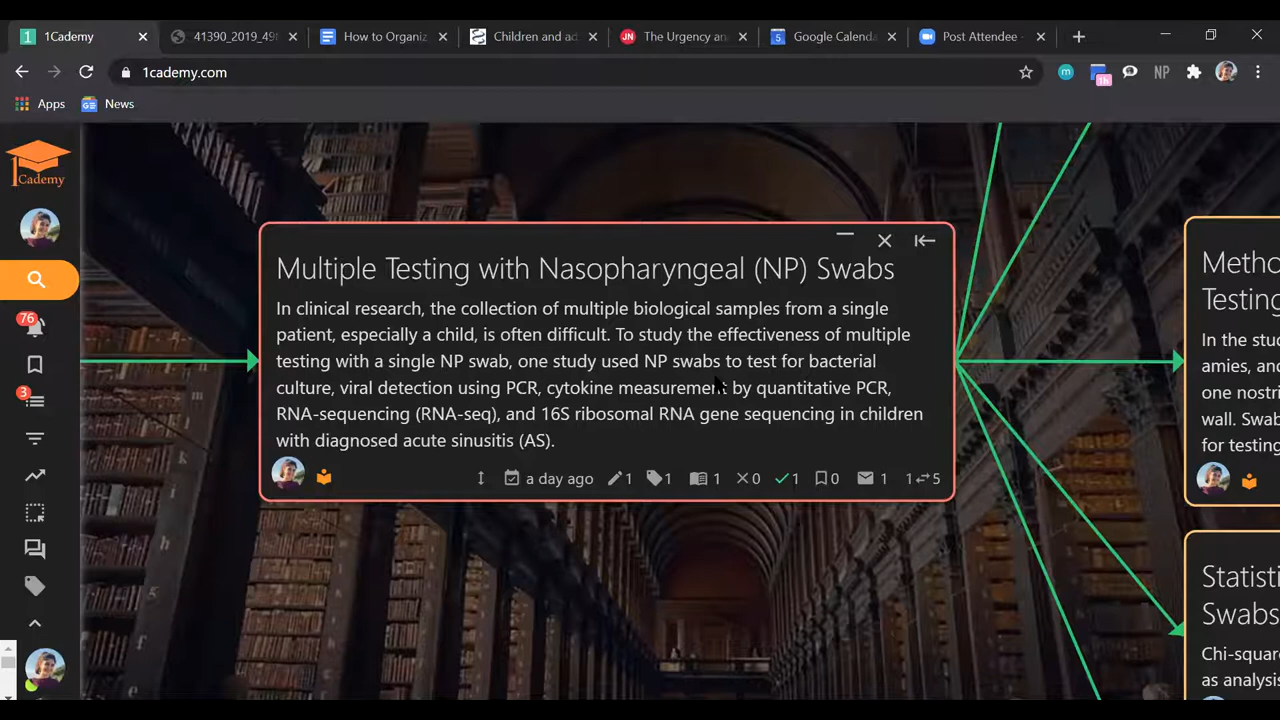 1Cademy
41390_2019_49
How to Organiz
Children and ad
JN
The Urgency an
5
Google Calenda
Post Attendee -
1cademy.com
m
1h
NP
Apps
GE
News
Cademy
76
3
Multiple Testing with Nasopharyngeal (NP) Swabs
In clinical research, the collection of multiple biological samples from a single
patient, especially a child, is often difficult. To study the effectiveness of multiple
testing with a single NP swab, one study used NP swabs to test for bacterial
culture, viral detection using PCR, cytokine measurement by quantitative PCR,
RNA-sequencing (RNA-seq), and 16S ribosomal RNA gene sequencing in children
with diagnosed acute sinusitis (AS).
a day ago
1
1
1
0
1
0
1
1
5
Metho
Testing
In the stud
amies, and
one nostri
wall. Swab
for testing
Statisti
Swabs
Chi-square
as analysis